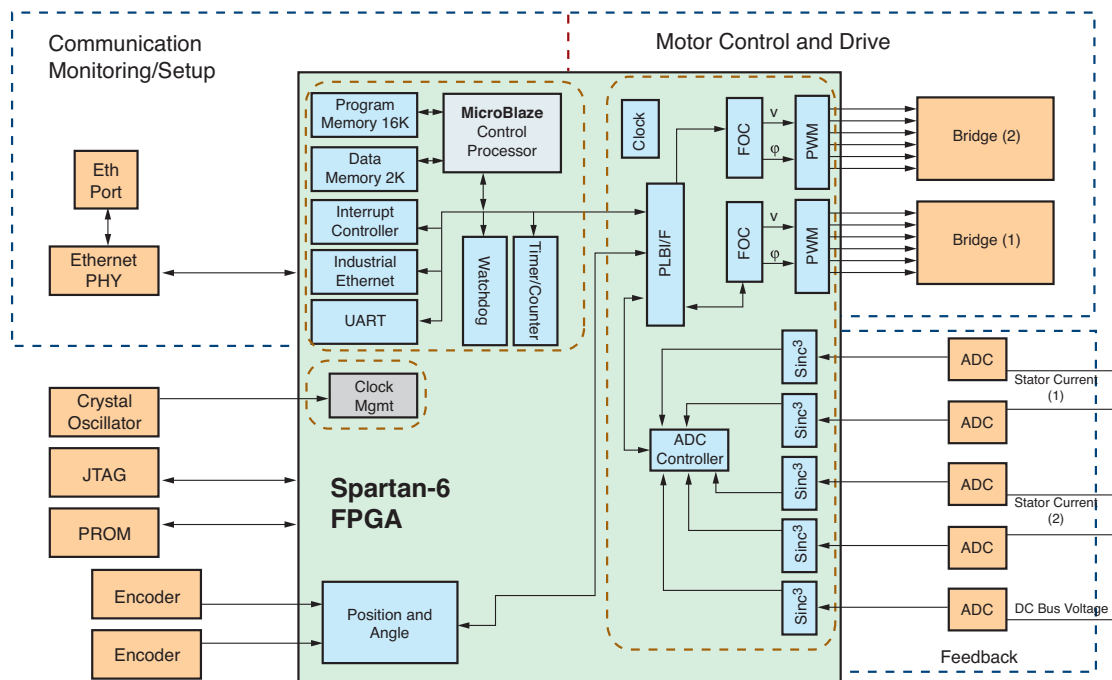 Communication
Monitoring/Setup
Motor Control and Drive
Program
Memory 16K
MicroBlaze
Control
Processor
Data
Memory 2K
Interrupt
Controller
Industrial
Ethernet
UART
Watchdog
Timer/Counter
Eth
Port
Ethernet
PHY
Clock
FOC
v
φ
PWM
Bridge (2)
PLBI/F
FOC
v
φ
PWM
Bridge (1)
Clock
Mgmt
Crystal
Oscillator
JTAG
PROM
Spartan-6
FPGA
Encoder
Encoder
Position and
Angle
ADC
Controller
Sinc³
Sinc³
Sinc³
Sinc³
Sinc³
ADC
Stator Current
(1)
ADC
ADC
Stator Current
(2)
ADC
ADC
DC Bus Voltage
Feedback